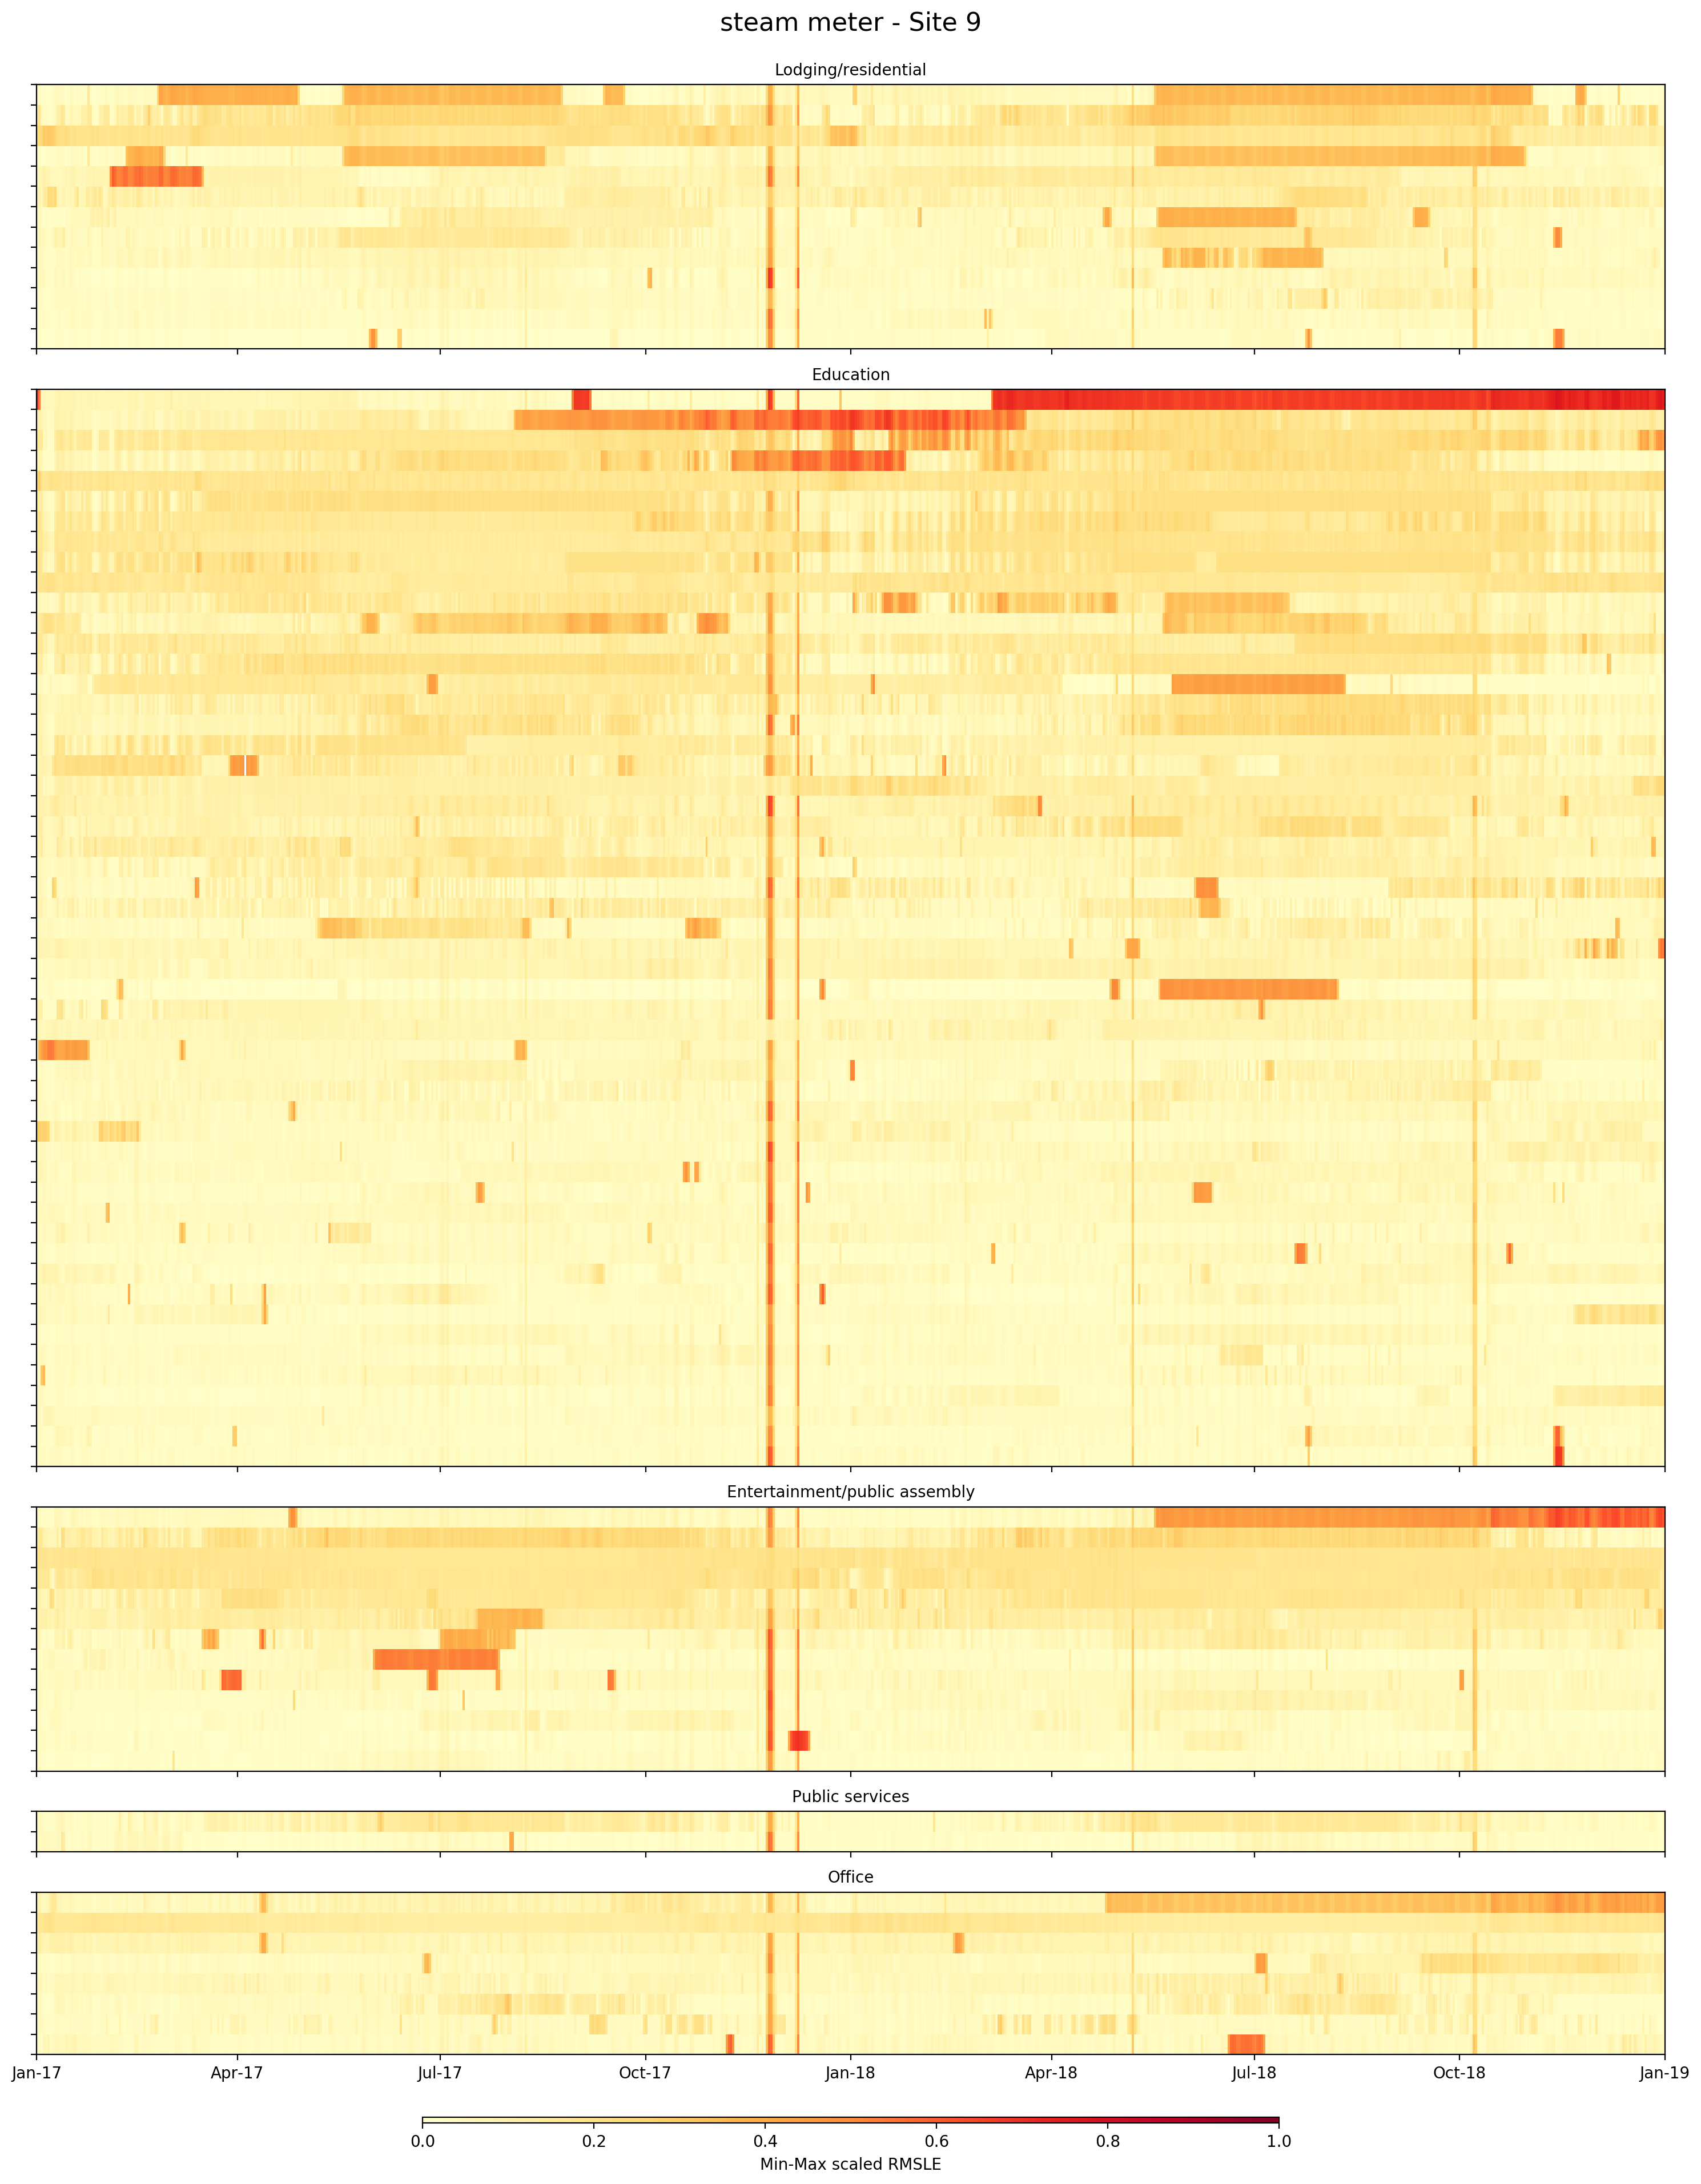 steam meter - Site 9
Lodging/residential
Education
Entertainment/public assembly
Public services
Office
Jan-17 Apr-17 Jul-17 Oct-17 Jan-18 Apr-18 Jul-18 Oct-18 Jan-19
0.0 0.2 0.4 0.6 0.8 1.0
Min-Max scaled RMSLE